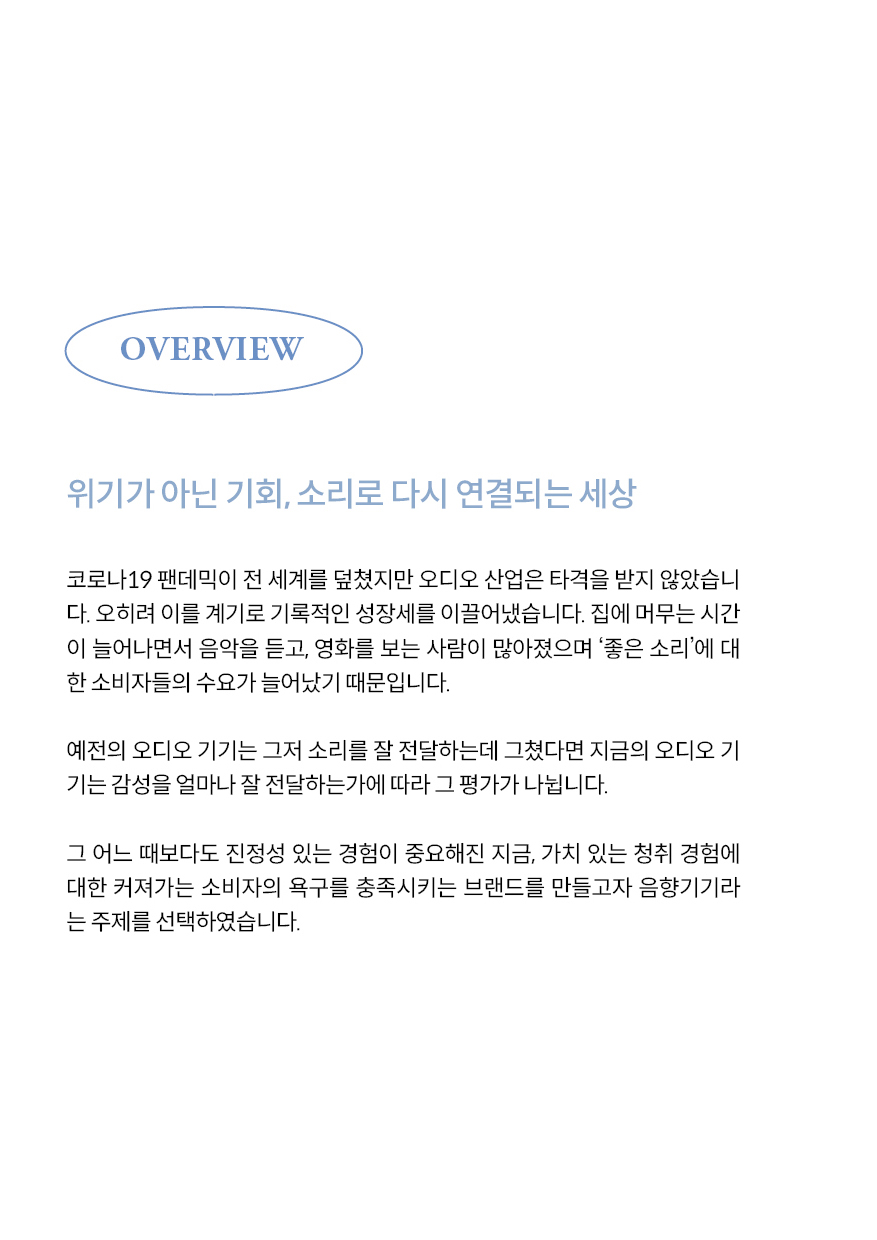 OVERVIEW
위기가 아닌 기회, 소리로 다시 연결되는 세상
코로나19 팬데믹이 전 세계를 덮쳤지만 오디오 산업은 타격을 받지 않았습니
다. 오히려 이를 계기로 기록적인 성장세를 이끌어냈습니다. 집에 머무는 시간
이 늘어나면서 음악을 듣고, 영화를 보는 사람이 많아졌으며 ‘좋은 소리’에 대
한 소비자들의 수요가 늘어났기 때문입니다.
예전의 오디오 기기는 그저 소리를 잘 전달하는데 그쳤다면 지금의 오디오 기
기는 감성을 얼마나 잘 전달하는가에 따라 그 평가가 나뉩니다.
그 어느 때보다도 진정성 있는 경험이 중요해진 지금, 가치 있는 청취 경험에
대한 커져가는 소비자의 욕구를 충족시키는 브랜드를 만들고자 음향기기라
는 주제를 선택하였습니다.